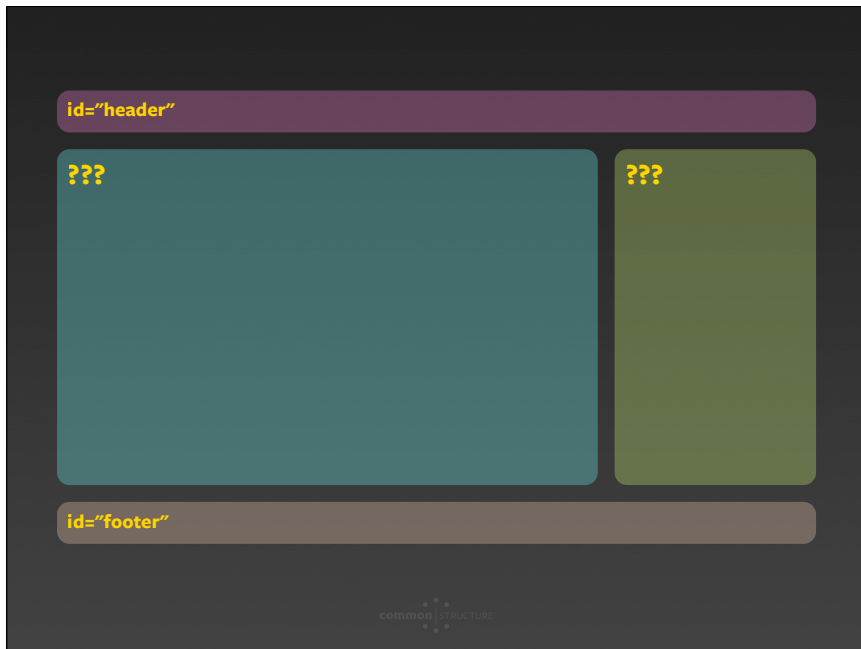 id="header"
???
???
id="footer"
common STRUCTURE